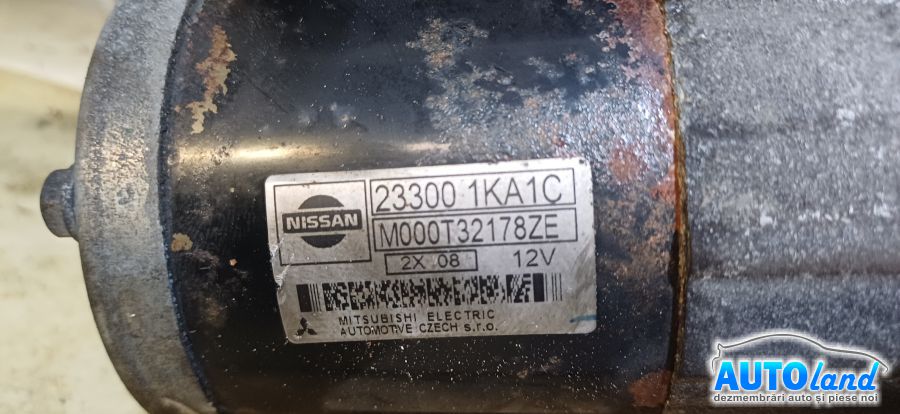 NISSAN
23300 1KA1C
M000T32178ZE
2X 08 12V
MITSUBISHI ELECTRIC
AUTOMOTIVE CZECH s.r.o.
AUTOland
dezmembrări auto și piese noi